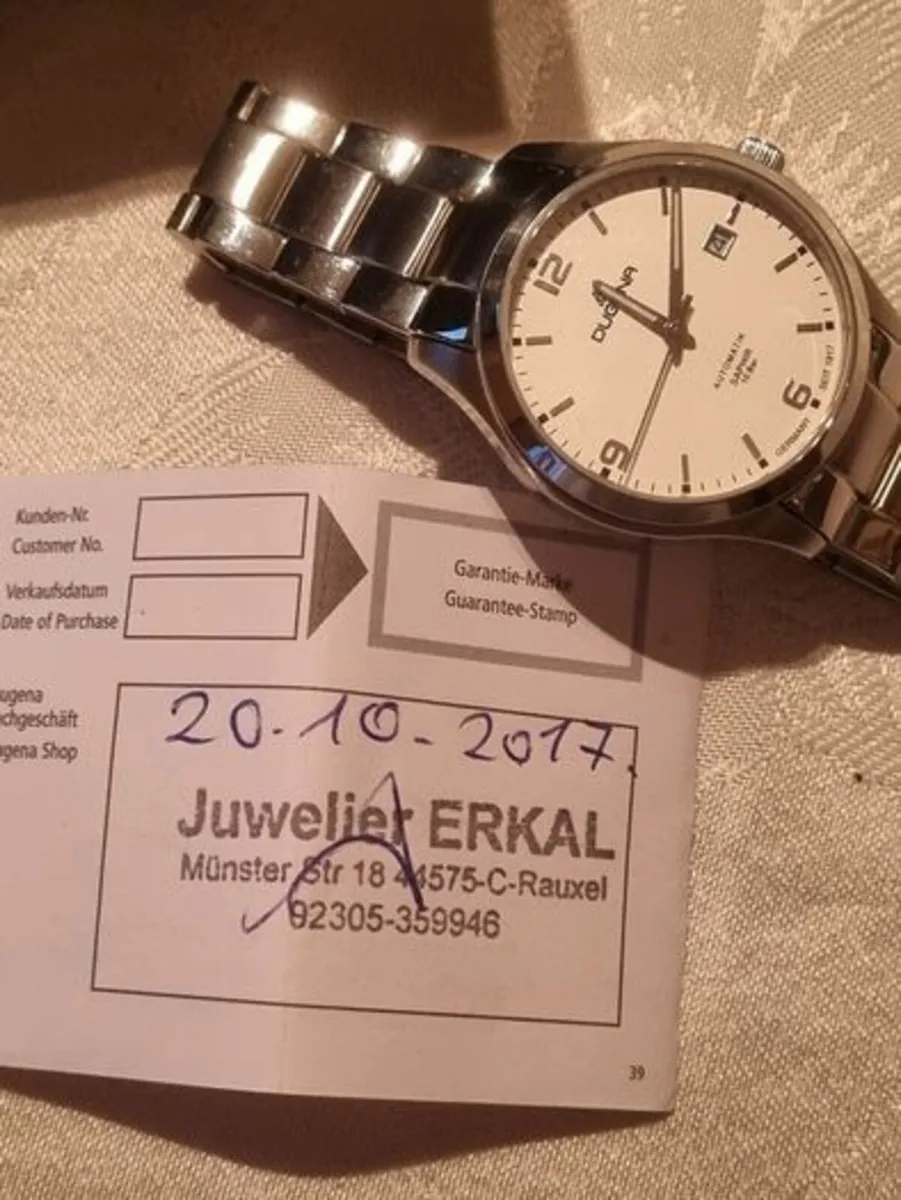 12
DUGENA
21
AUTOMATIK
SAPHIR
10 Bar
6
SEIT 1917
GERMANY
9
Kunden-Nr.
Customer No.
Verkaufsdatum
Date of Purchase
Garantie-Marke
Guarantee-Stamp
ugena
chgeschäft
gena Shop
20-10-2017.
Juwelier ERKAL
Münster Str 18 44575-C-Rauxel
02305-359946
39